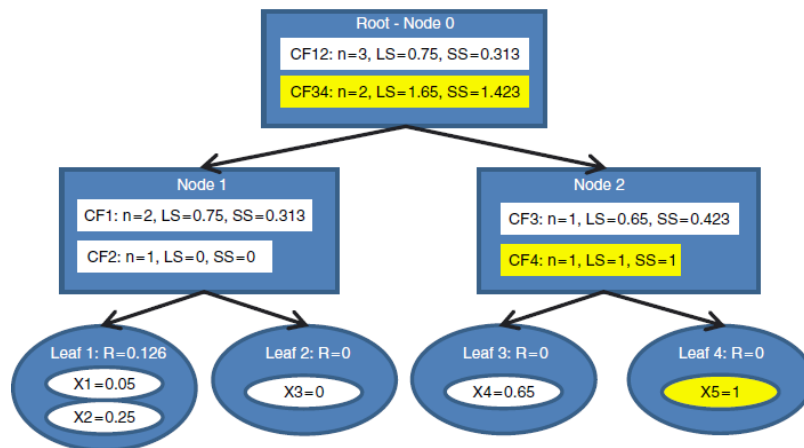 Root - Node 0
CF12: n=3, LS=0.75, SS=0.313
CF34: n=2, LS=1.65, SS=1.423
Node 1
CF1: n=2, LS=0.75, SS=0.313
CF2: n=1, LS=0, SS=0
Node 2
CF3: n=1, LS=0.65, SS=0.423
CF4: n=1, LS=1, SS=1
Leaf 1: R=0.126
X1=0.05
X2=0.25
Leaf 2: R=0
X3=0
Leaf 3: R=0
X4=0.65
Leaf 4: R=0
X5=1